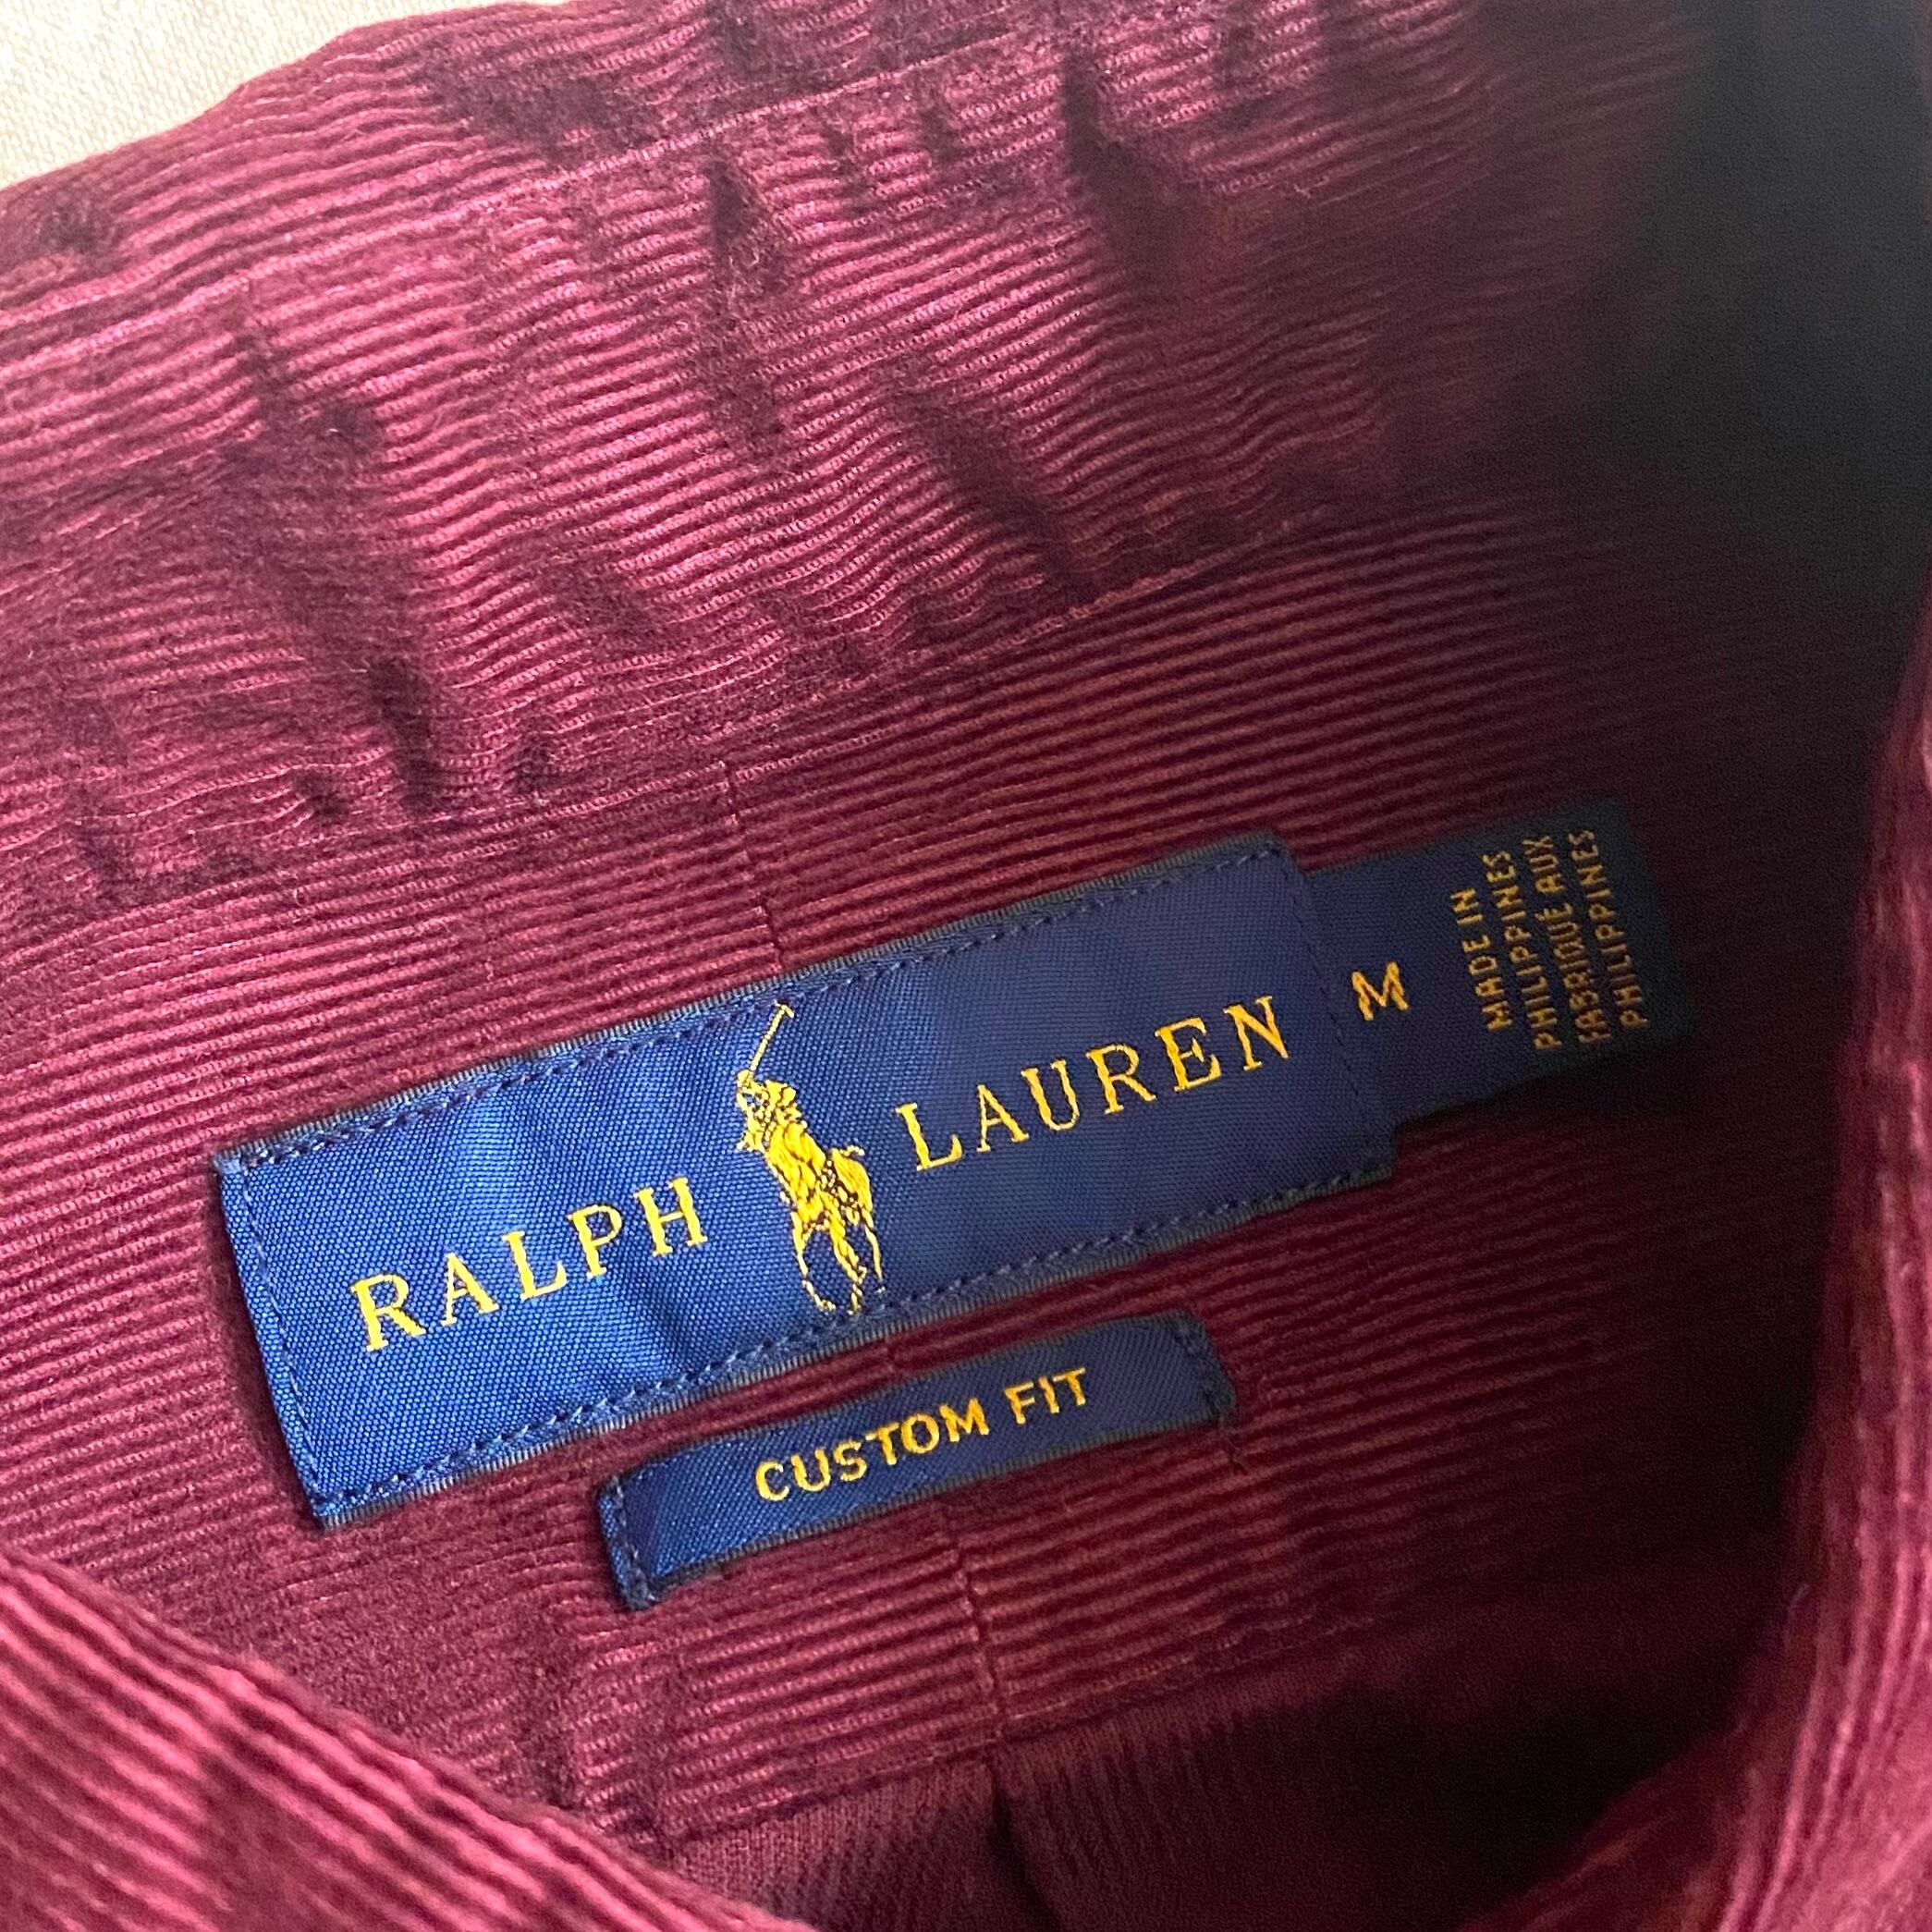 RALPH LAUREN
M
MADE IN
PHILIPPINES
FABRIQUÉ AUX
PHILIPPINES
CUSTOM FIT